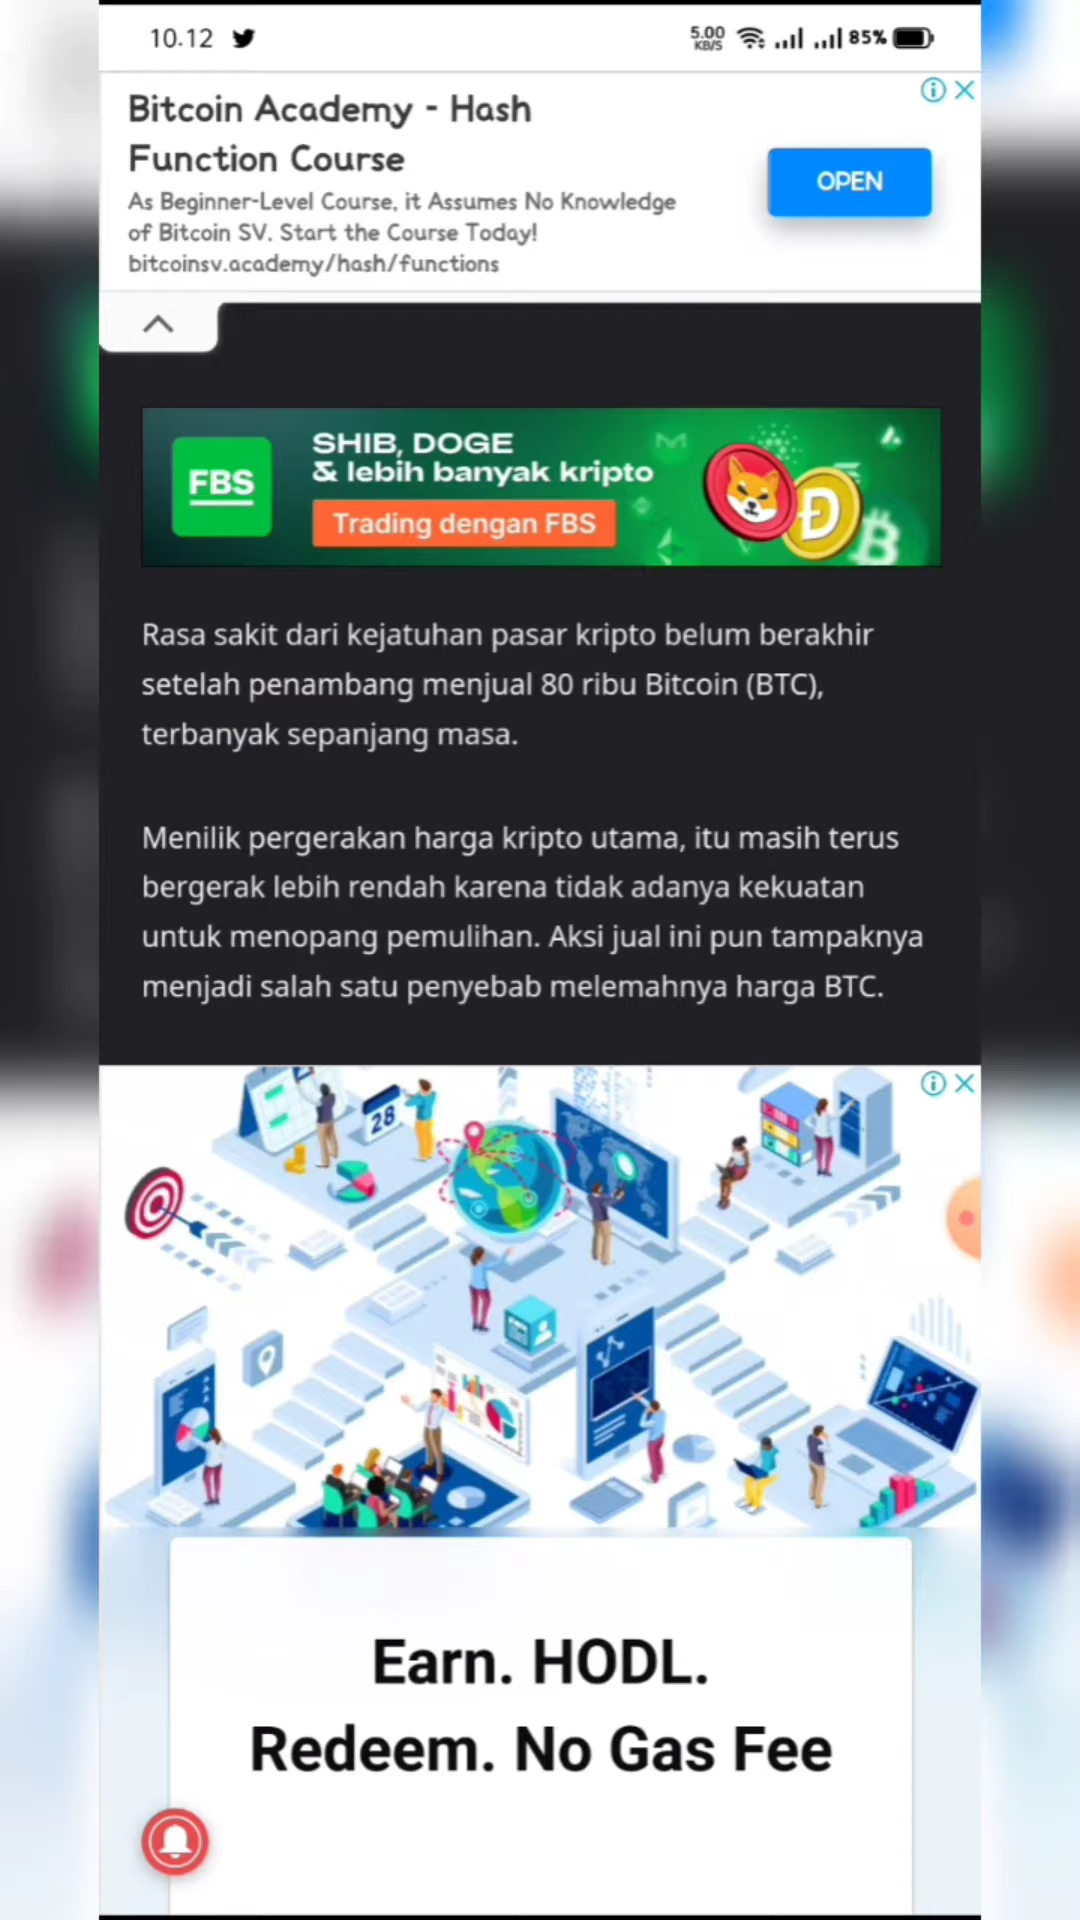 10.12
5.00
KB/S
85%
Bitcoin Academy - Hash
Function Course
As Beginner-Level Course, it Assumes No Knowledge
of Bitcoin SV. Start the Course Today!
bitcoinsv.academy/hash/functions
OPEN
FBS
SHIB, DOGE
& lebih banyak kripto
Trading dengan FBS
Rasa sakit dari kejatuhan pasar kripto belum berakhir
setelah penambang menjual 80 ribu Bitcoin (BTC),
terbanyak sepanjang masa.
Menilik pergerakan harga kripto utama, itu masih terus
bergerak lebih rendah karena tidak adanya kekuatan
untuk menopang pemulihan. Aksi jual ini pun tampaknya
menjadi salah satu penyebab melemahnya harga BTC.
28
Earn. HODL.
Redeem. No Gas Fee